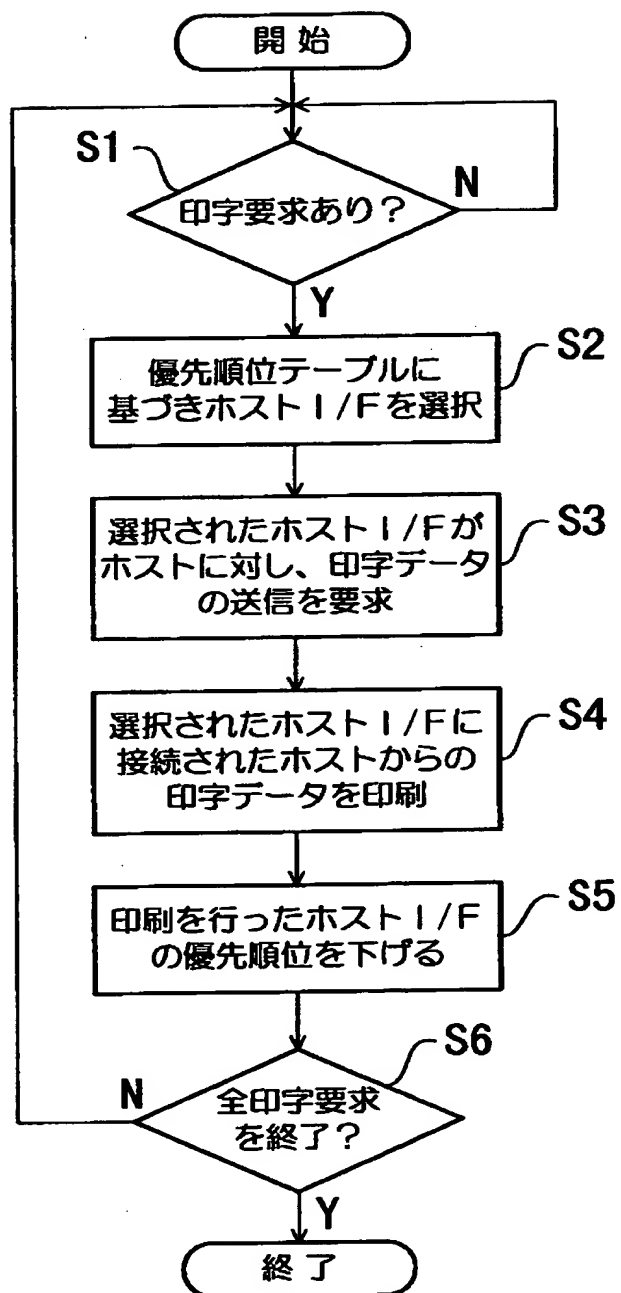 開 始
S1
印字要求あり？
N
Y
S2
優先順位テーブルに
基づきホストI/Fを選択
S3
選択されたホストI/Fが
ホストに対し、印字データ
の送信を要求
S4
選択されたホストI/Fに
接続されたホストからの
印字データを印刷
S5
印刷を行ったホストI/F
の優先順位を下げる
S6
N
全印字要求
を終了？
Y
終 了